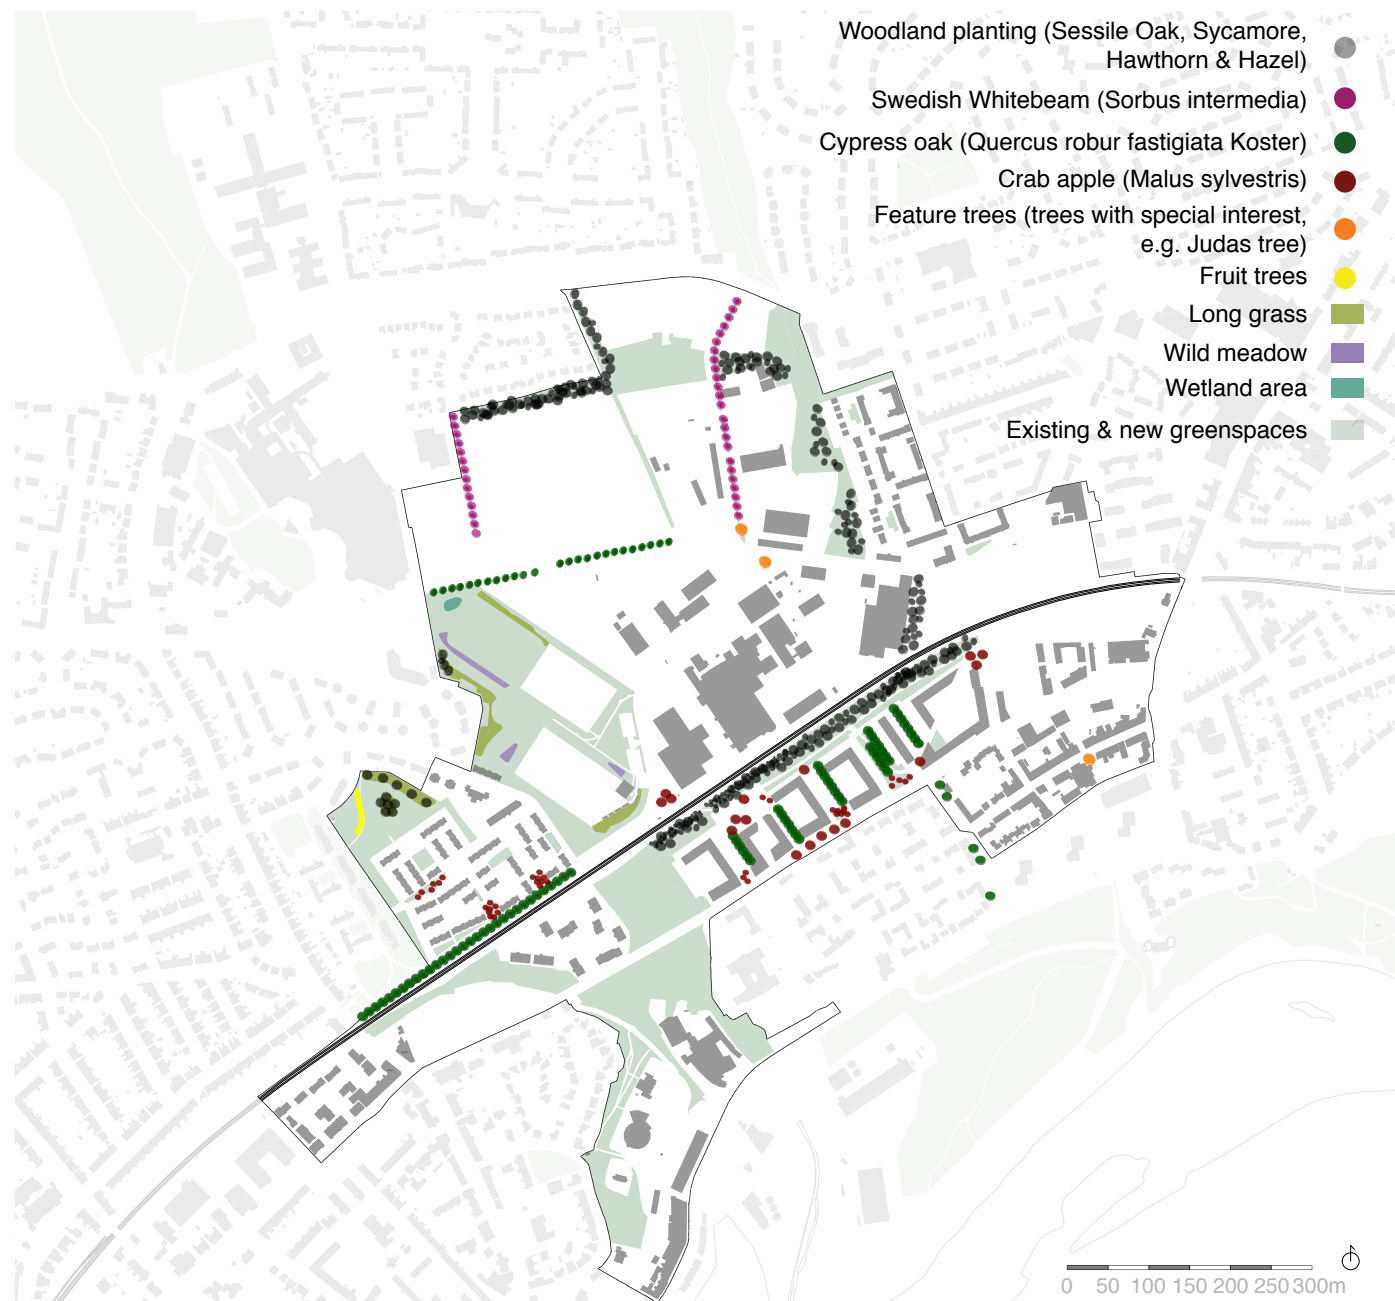 Woodland planting (Sessile Oak, Sycamore,
Hawthorn & Hazel)
Swedish Whitebeam (Sorbus intermedia)
Cypress oak (Quercus robur fastigiata Koster)
Crab apple (Malus sylvestris)
Feature trees (trees with special interest,
e.g. Judas tree)
Fruit trees
Long grass
Wild meadow
Wetland area
Existing & new greenspaces
0 50 100 150 200 250 300m